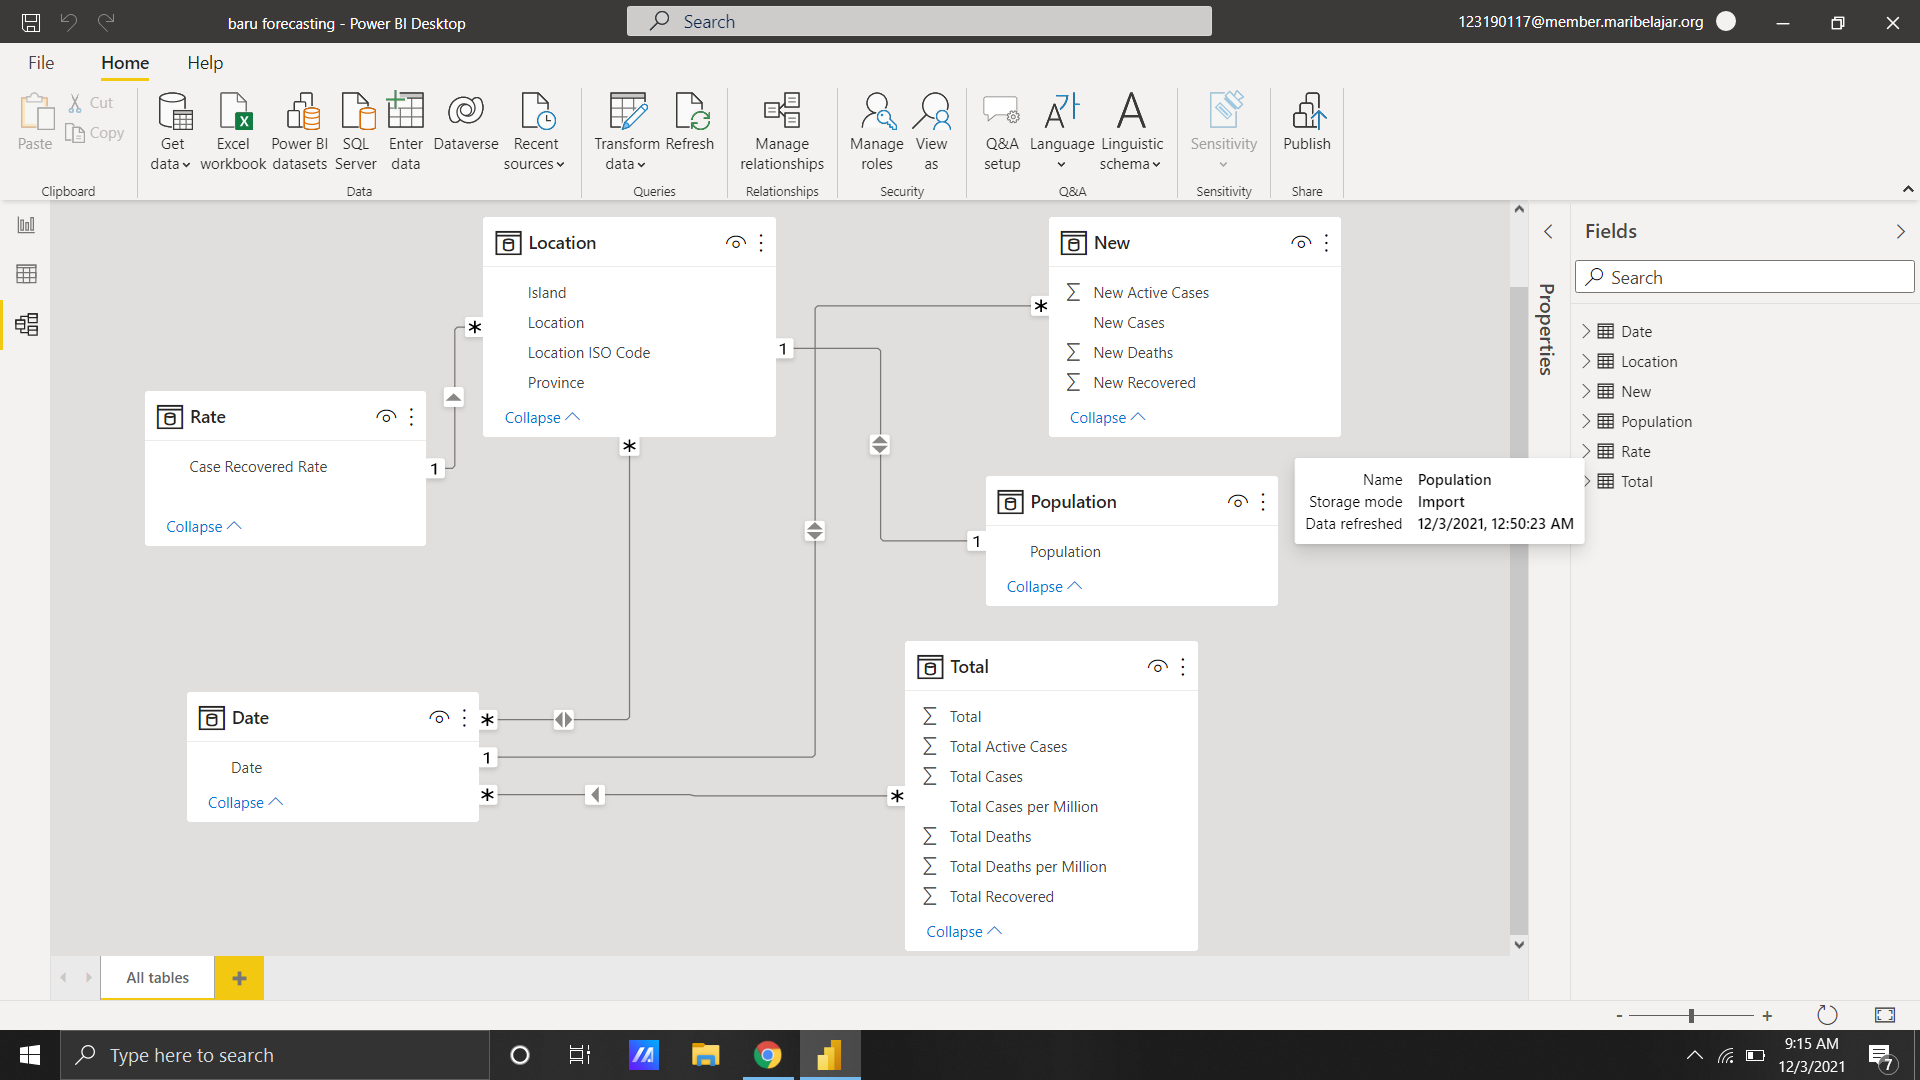 baru forecasting - Power BI Desktop
Search
123190117@member.maribelajar.org
File
Home
Help
Paste
Cut
Copy
Clipboard
Get data
Excel workbook
Power BI datasets
SQL Server
Enter data
Dataverse
Recent sources
Data
Transform data
Refresh
Queries
Manage relationships
Relationships
Manage roles
View as
Security
Q&A setup
Language
Linguistic schema
Q&A
Sensitivity
Sensitivity
Publish
Share
Location
Island
Location
Location ISO Code
Province
Collapse
New
New Active Cases
New Cases
New Deaths
New Recovered
Collapse
Rate
Case Recovered Rate
Collapse
Population
Population
Collapse
Name Population
Storage mode Import
Data refreshed 12/3/2021, 12:50:23 AM
Date
Date
Collapse
Total
Total
Total Active Cases
Total Cases
Total Cases per Million
Total Deaths
Total Deaths per Million
Total Recovered
Collapse
*
1
*
*
1
1
*
1
*
*
Properties
Fields
Search
Date
Location
New
Population
Rate
Total
All tables
+
- +
Type here to search
9:15 AM
12/3/2021
7